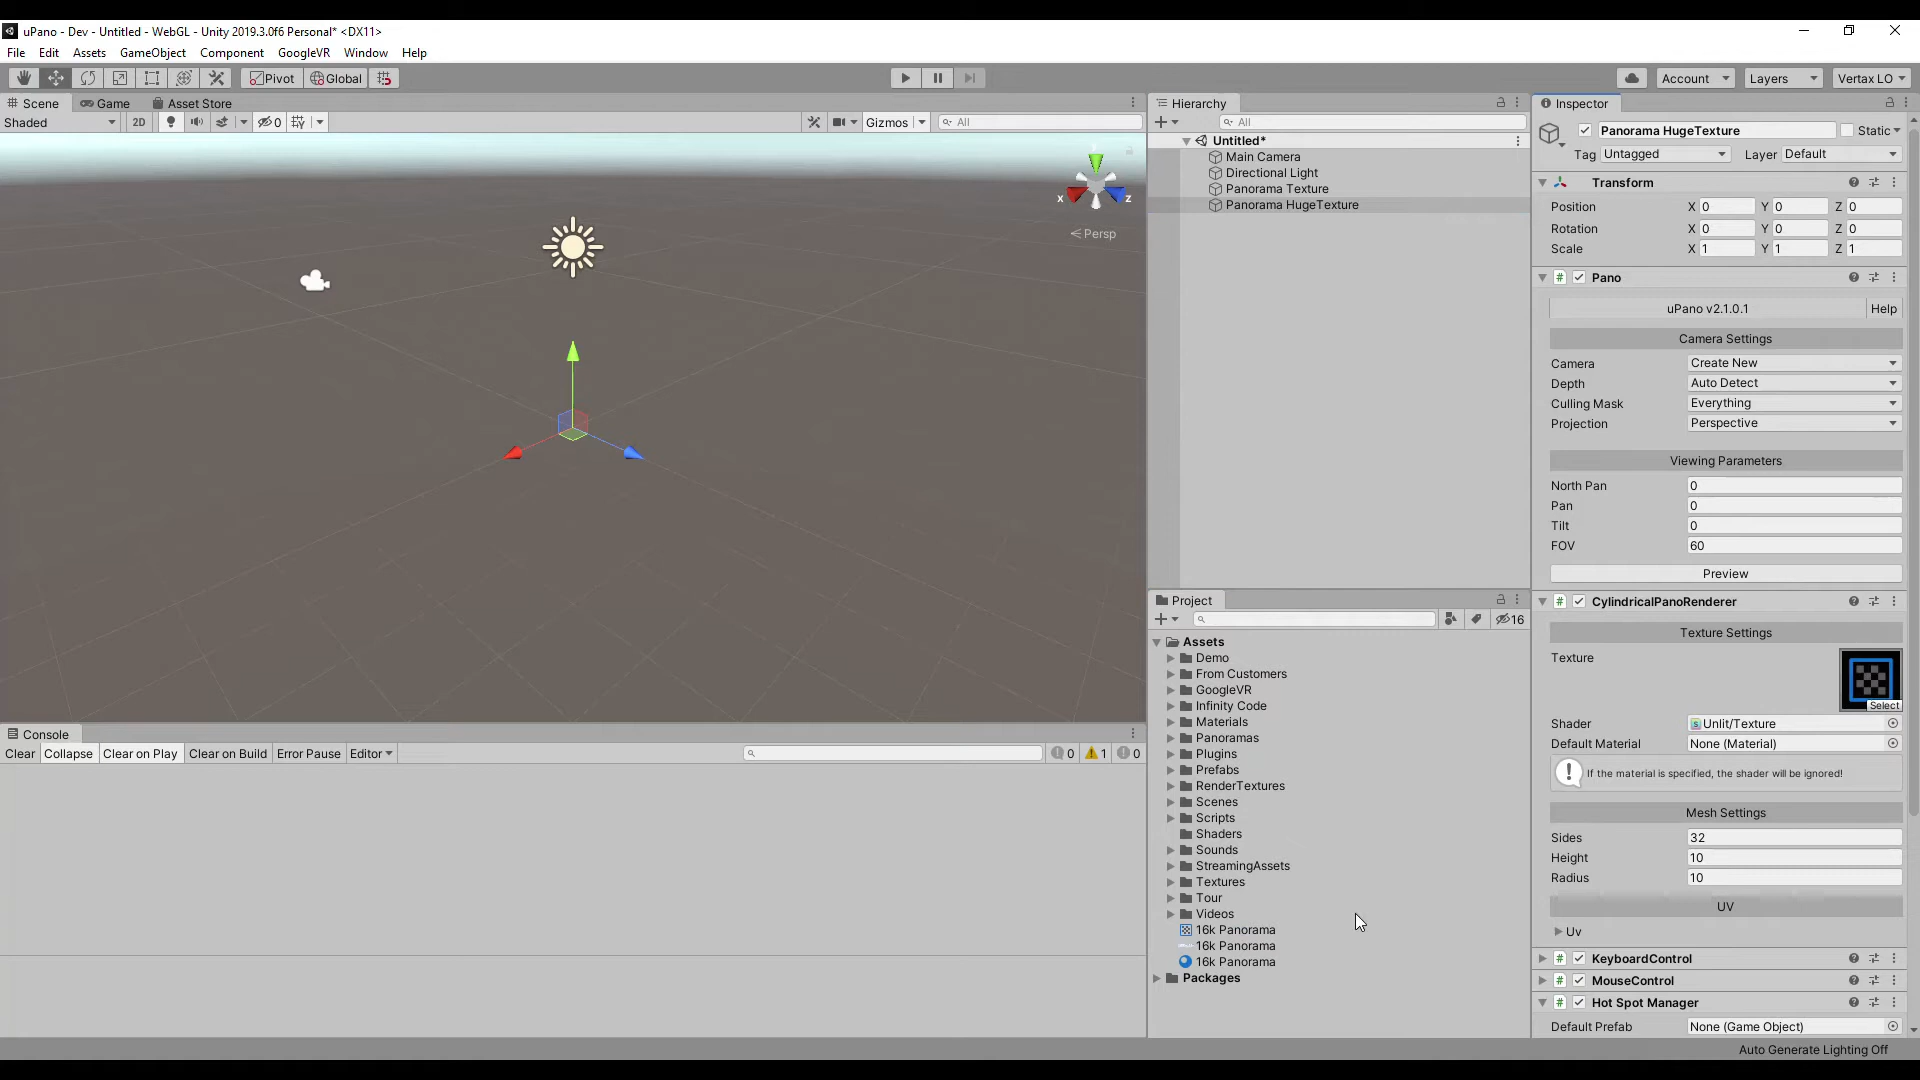 uPano - Dev - Untitled - WebGL - Unity 2019.3.0f6 Personal* <DX11>
File Edit Assets GameObject Component GoogleVR Window Help
Pivot Global Account Layers Vertax LO
Scene Game Asset Store
Shaded 2D 0 Gizmos All
x z
Persp
Console
Clear Collapse Clear on Play Clear on Build Error Pause Editor 0 1 0
Hierarchy
All
Untitled*
Main Camera
Directional Light
Panorama Texture
Panorama HugeTexture
Project
16
Assets
Demo
From Customers
GoogleVR
Infinity Code
Materials
Panoramas
Plugins
Prefabs
RenderTextures
Scenes
Scripts
Shaders
Sounds
StreamingAssets
Textures
Tour
Videos
16k Panorama
16k Panorama
16k Panorama
Packages
Inspector
Panorama HugeTexture Static
Tag Untagged Layer Default
Transform
Position X 0 Y 0 Z 0
Rotation X 0 Y 0 Z 0
Scale X 1 Y 1 Z 1
# Pano
uPano v2.1.0.1 Help
Camera Settings
Camera Create New
Depth Auto Detect
Culling Mask Everything
Projection Perspective
Viewing Parameters
North Pan 0
Pan 0
Tilt 0
FOV 60
Preview
# CylindricalPanoRenderer
Texture Settings
Texture
Select
Shader Unlit/Texture
Default Material None (Material)
If the material is specified, the shader will be ignored!
Mesh Settings
Sides 32
Height 10
Radius 10
UV
Uv
# KeyboardControl
# MouseControl
# Hot Spot Manager
Default Prefab None (Game Object)
Auto Generate Lighting Off